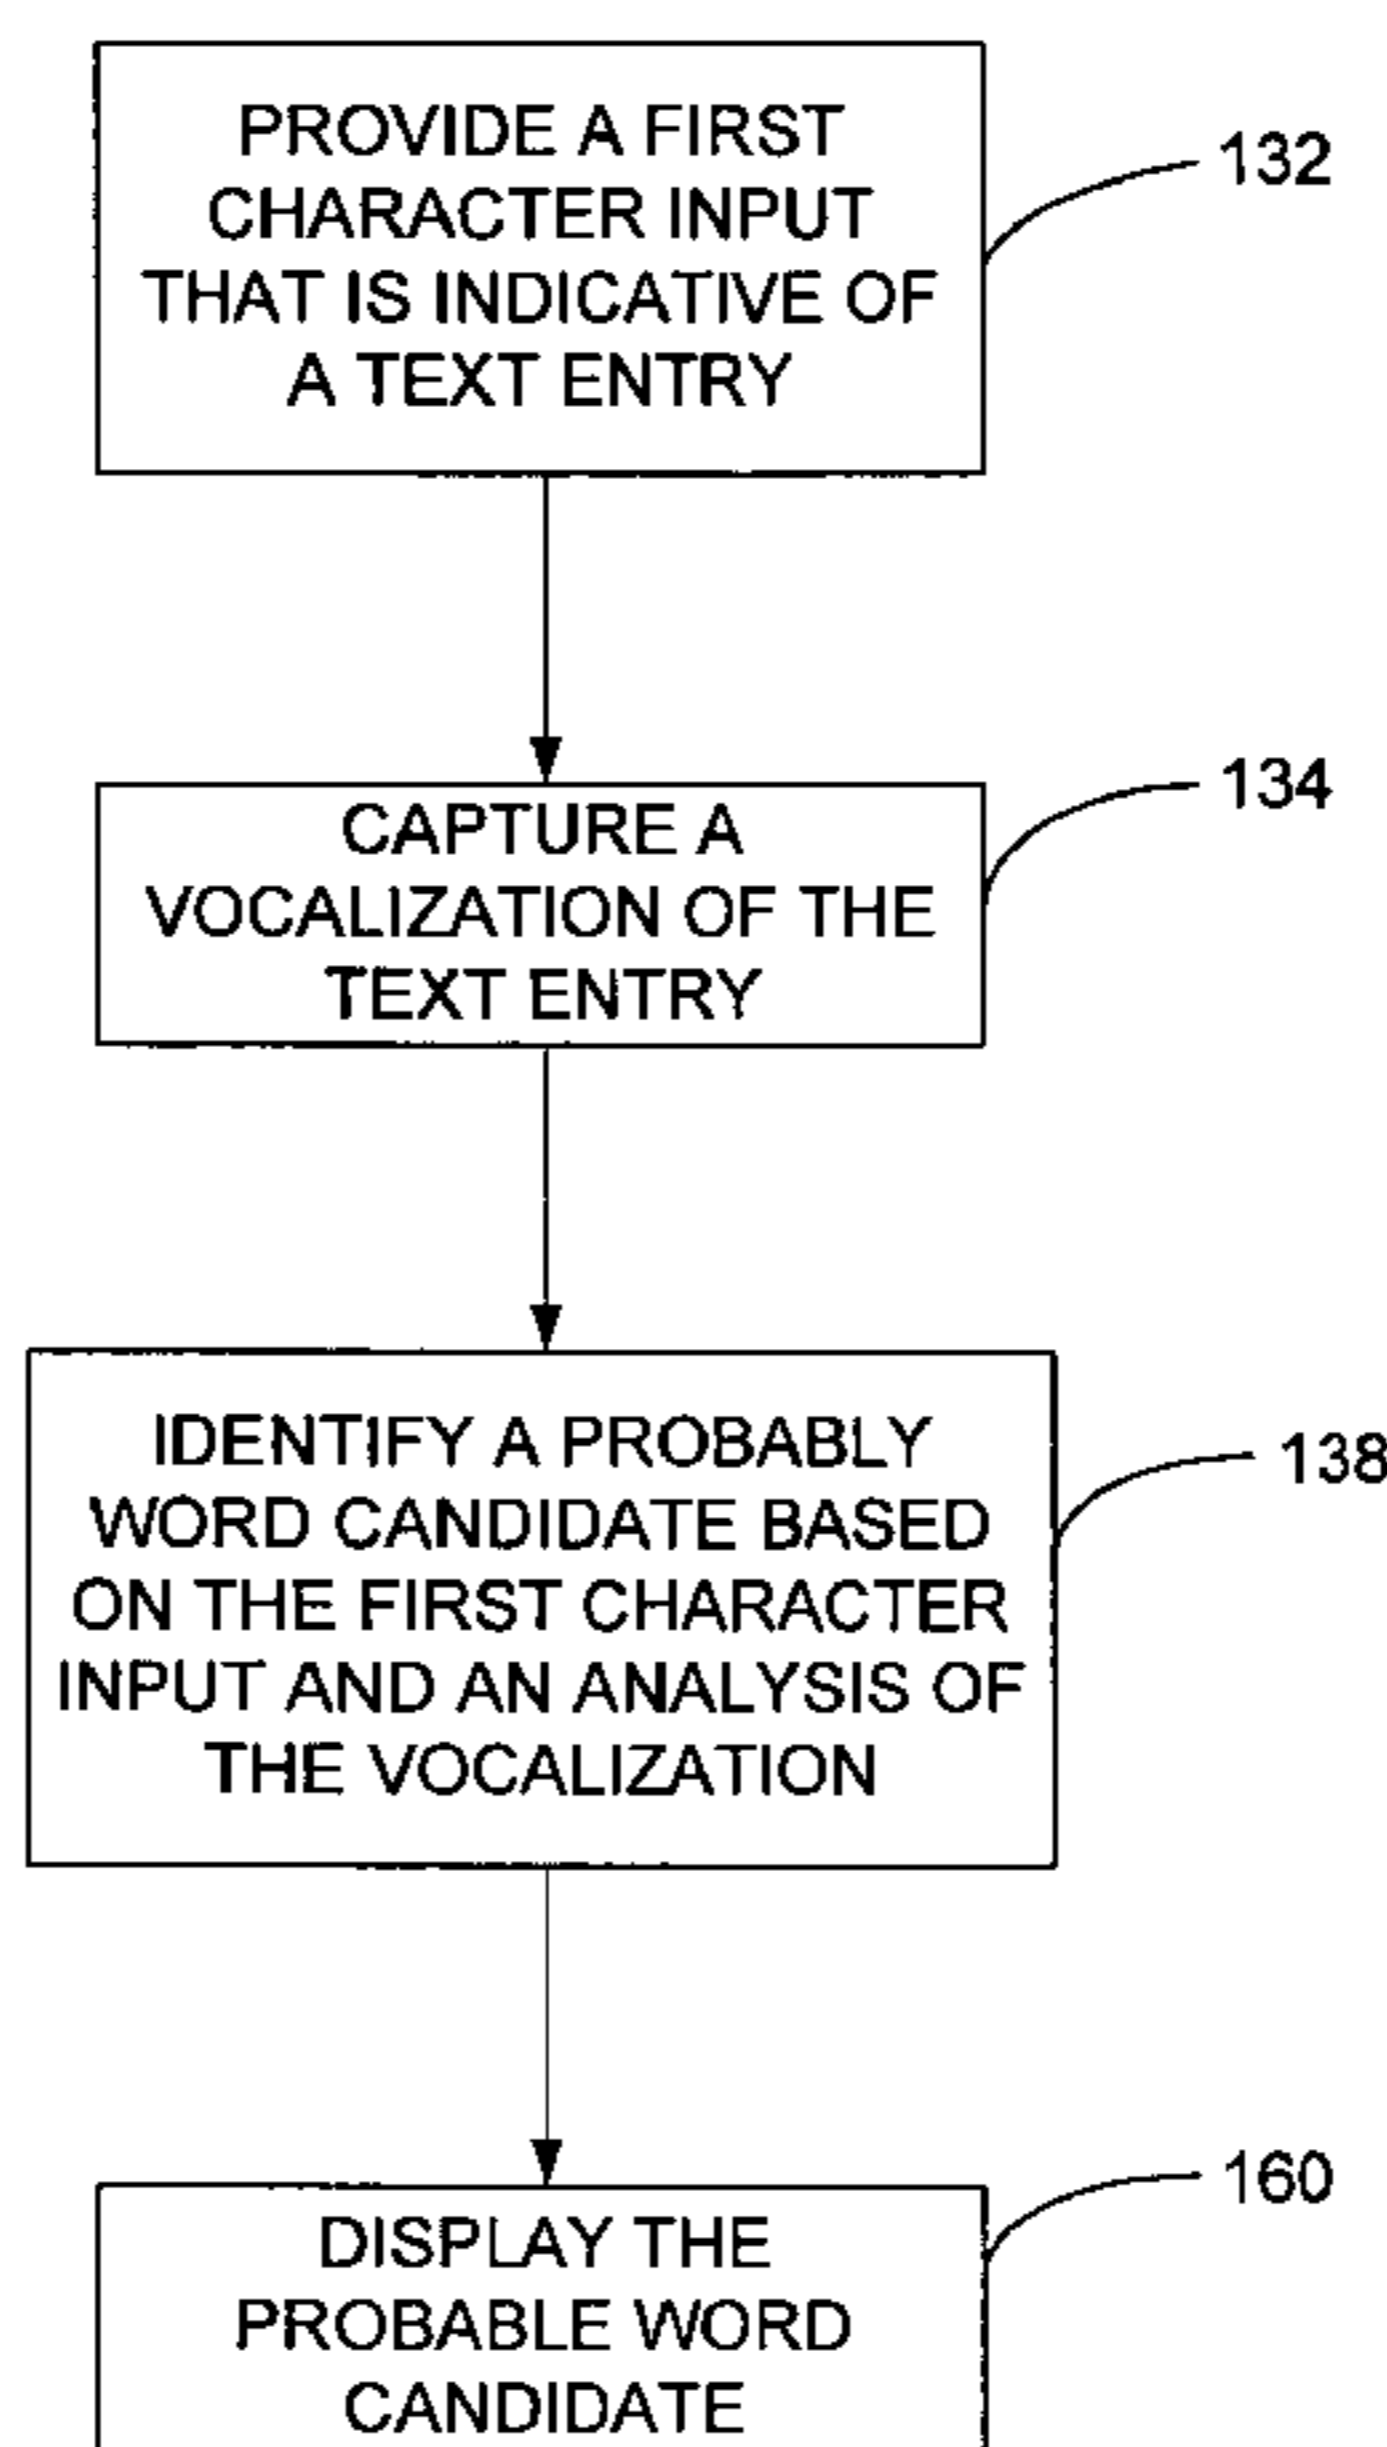 PROVIDE A FIRST
CHARACTER INPUT
THAT IS INDICATIVE OF
A TEXT ENTRY
132
CAPTURE A
VOCALIZATION OF THE
TEXT ENTRY
134
IDENTIFY A PROBABLY
WORD CANDIDATE BASED
ON THE FIRST CHARACTER
INPUT AND AN ANALYSIS OF
THE VOCALIZATION
138
DISPLAY THE
PROBABLE WORD
CANDIDATE
160